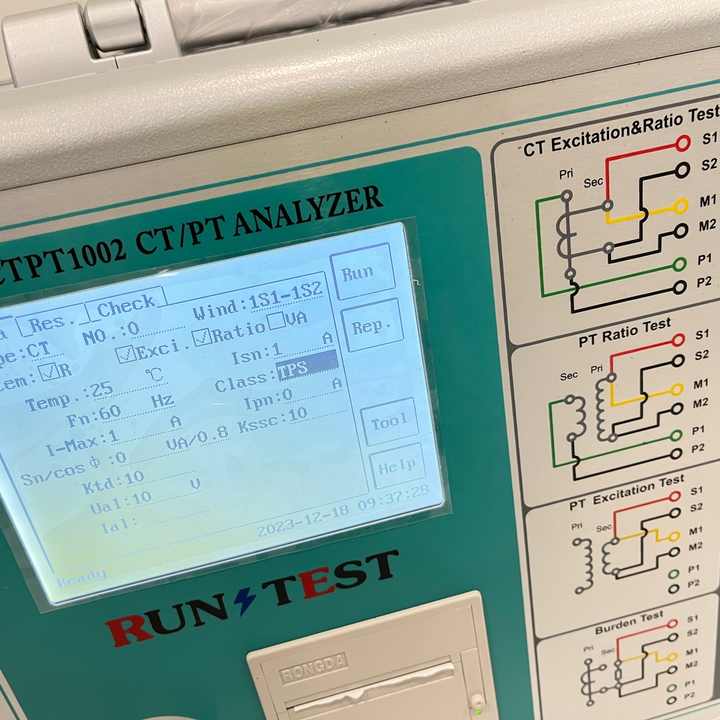 CTPT1002 CT/PT ANALYZER
Res. Check
NO.:0 Wind:1S1-1S2
pe:CT
tem:☑R ☑Exci. ☑Ratio ☐VA
Temp.:25 ℃ Isn:1 A
Fn:60 Hz Class:TPS
I-Max:1 A Ipn:0 A
Sn/cosφ:0 VA/0.8 Kssc:10
Ktd:10
Val:10 V
Ial:
2023-12-18 09:37:28
Ready
Run
Rep.
Tool
Help
RUN TEST
RONGDA
CT Excitation&Ratio Test
Pri
Sec
S1
S2
M1
M2
P1
P2
PT Ratio Test
Sec
Pri
S1
S2
M1
M2
P1
P2
PT Excitation Test
Pri
Sec
S1
S2
M1
M2
P1
P2
Burden Test
Pri
Sec
S1
S2
M1
M2
P1
P2